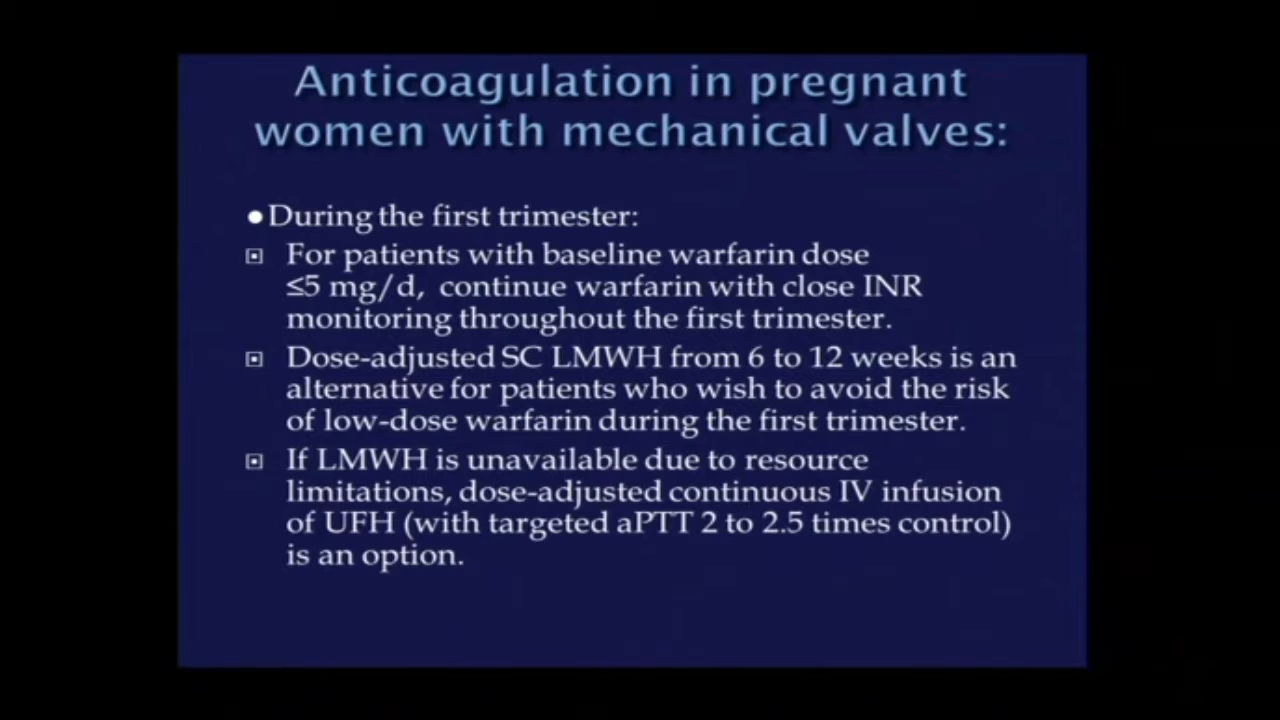 Anticoagulation in pregnant
women with mechanical valves:
●During the first trimester:
▣ For patients with baseline warfarin dose
≤5 mg/d, continue warfarin with close INR
monitoring throughout the first trimester.
▣ Dose-adjusted SC LMWH from 6 to 12 weeks is an
alternative for patients who wish to avoid the risk
of low-dose warfarin during the first trimester.
▣ If LMWH is unavailable due to resource
limitations, dose-adjusted continuous IV infusion
of UFH (with targeted aPTT 2 to 2.5 times control)
is an option.